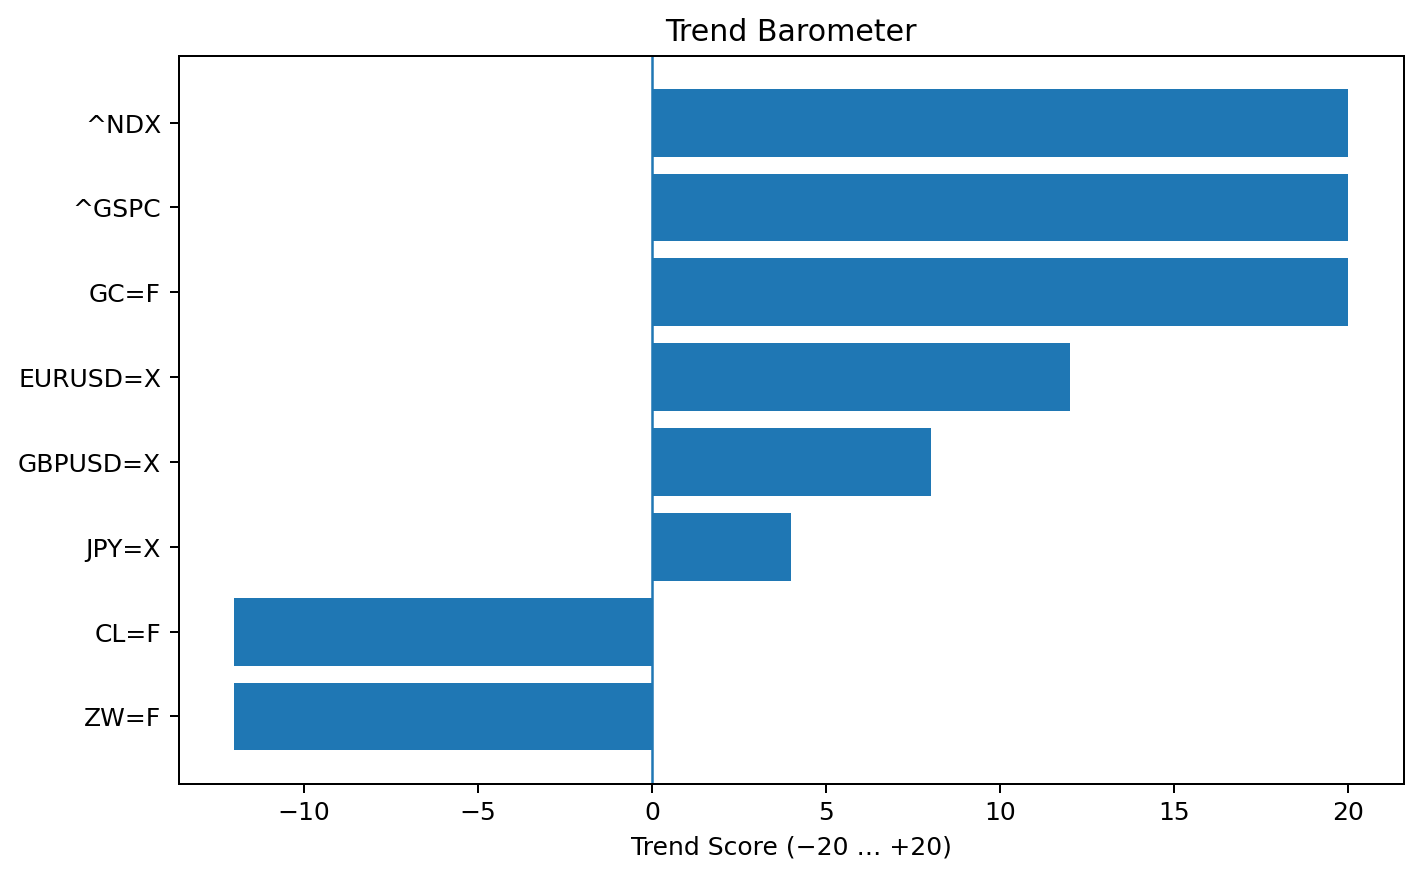 Trend Barometer
^NDX
^GSPC
GC=F
EURUSD=X
GBPUSD=X
JPY=X
CL=F
ZW=F
−10 −5 0 5 10 15 20
Trend Score (−20 … +20)